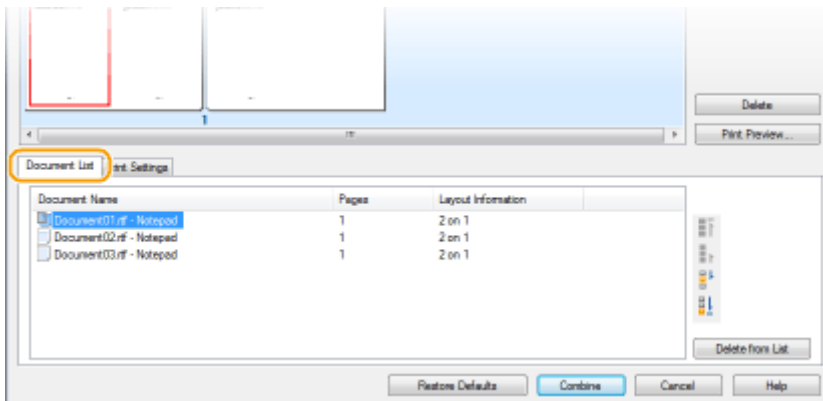 Delete
1
Print Preview...
Document List
int Settings
Document Name Pages Layout Information
Document01.rtf - Notepad 1 2 on 1
Document02.rtf - Notepad 1 2 on 1
Document03.rtf - Notepad 1 2 on 1
Delete from List
Restore Defaults Combine Cancel Help